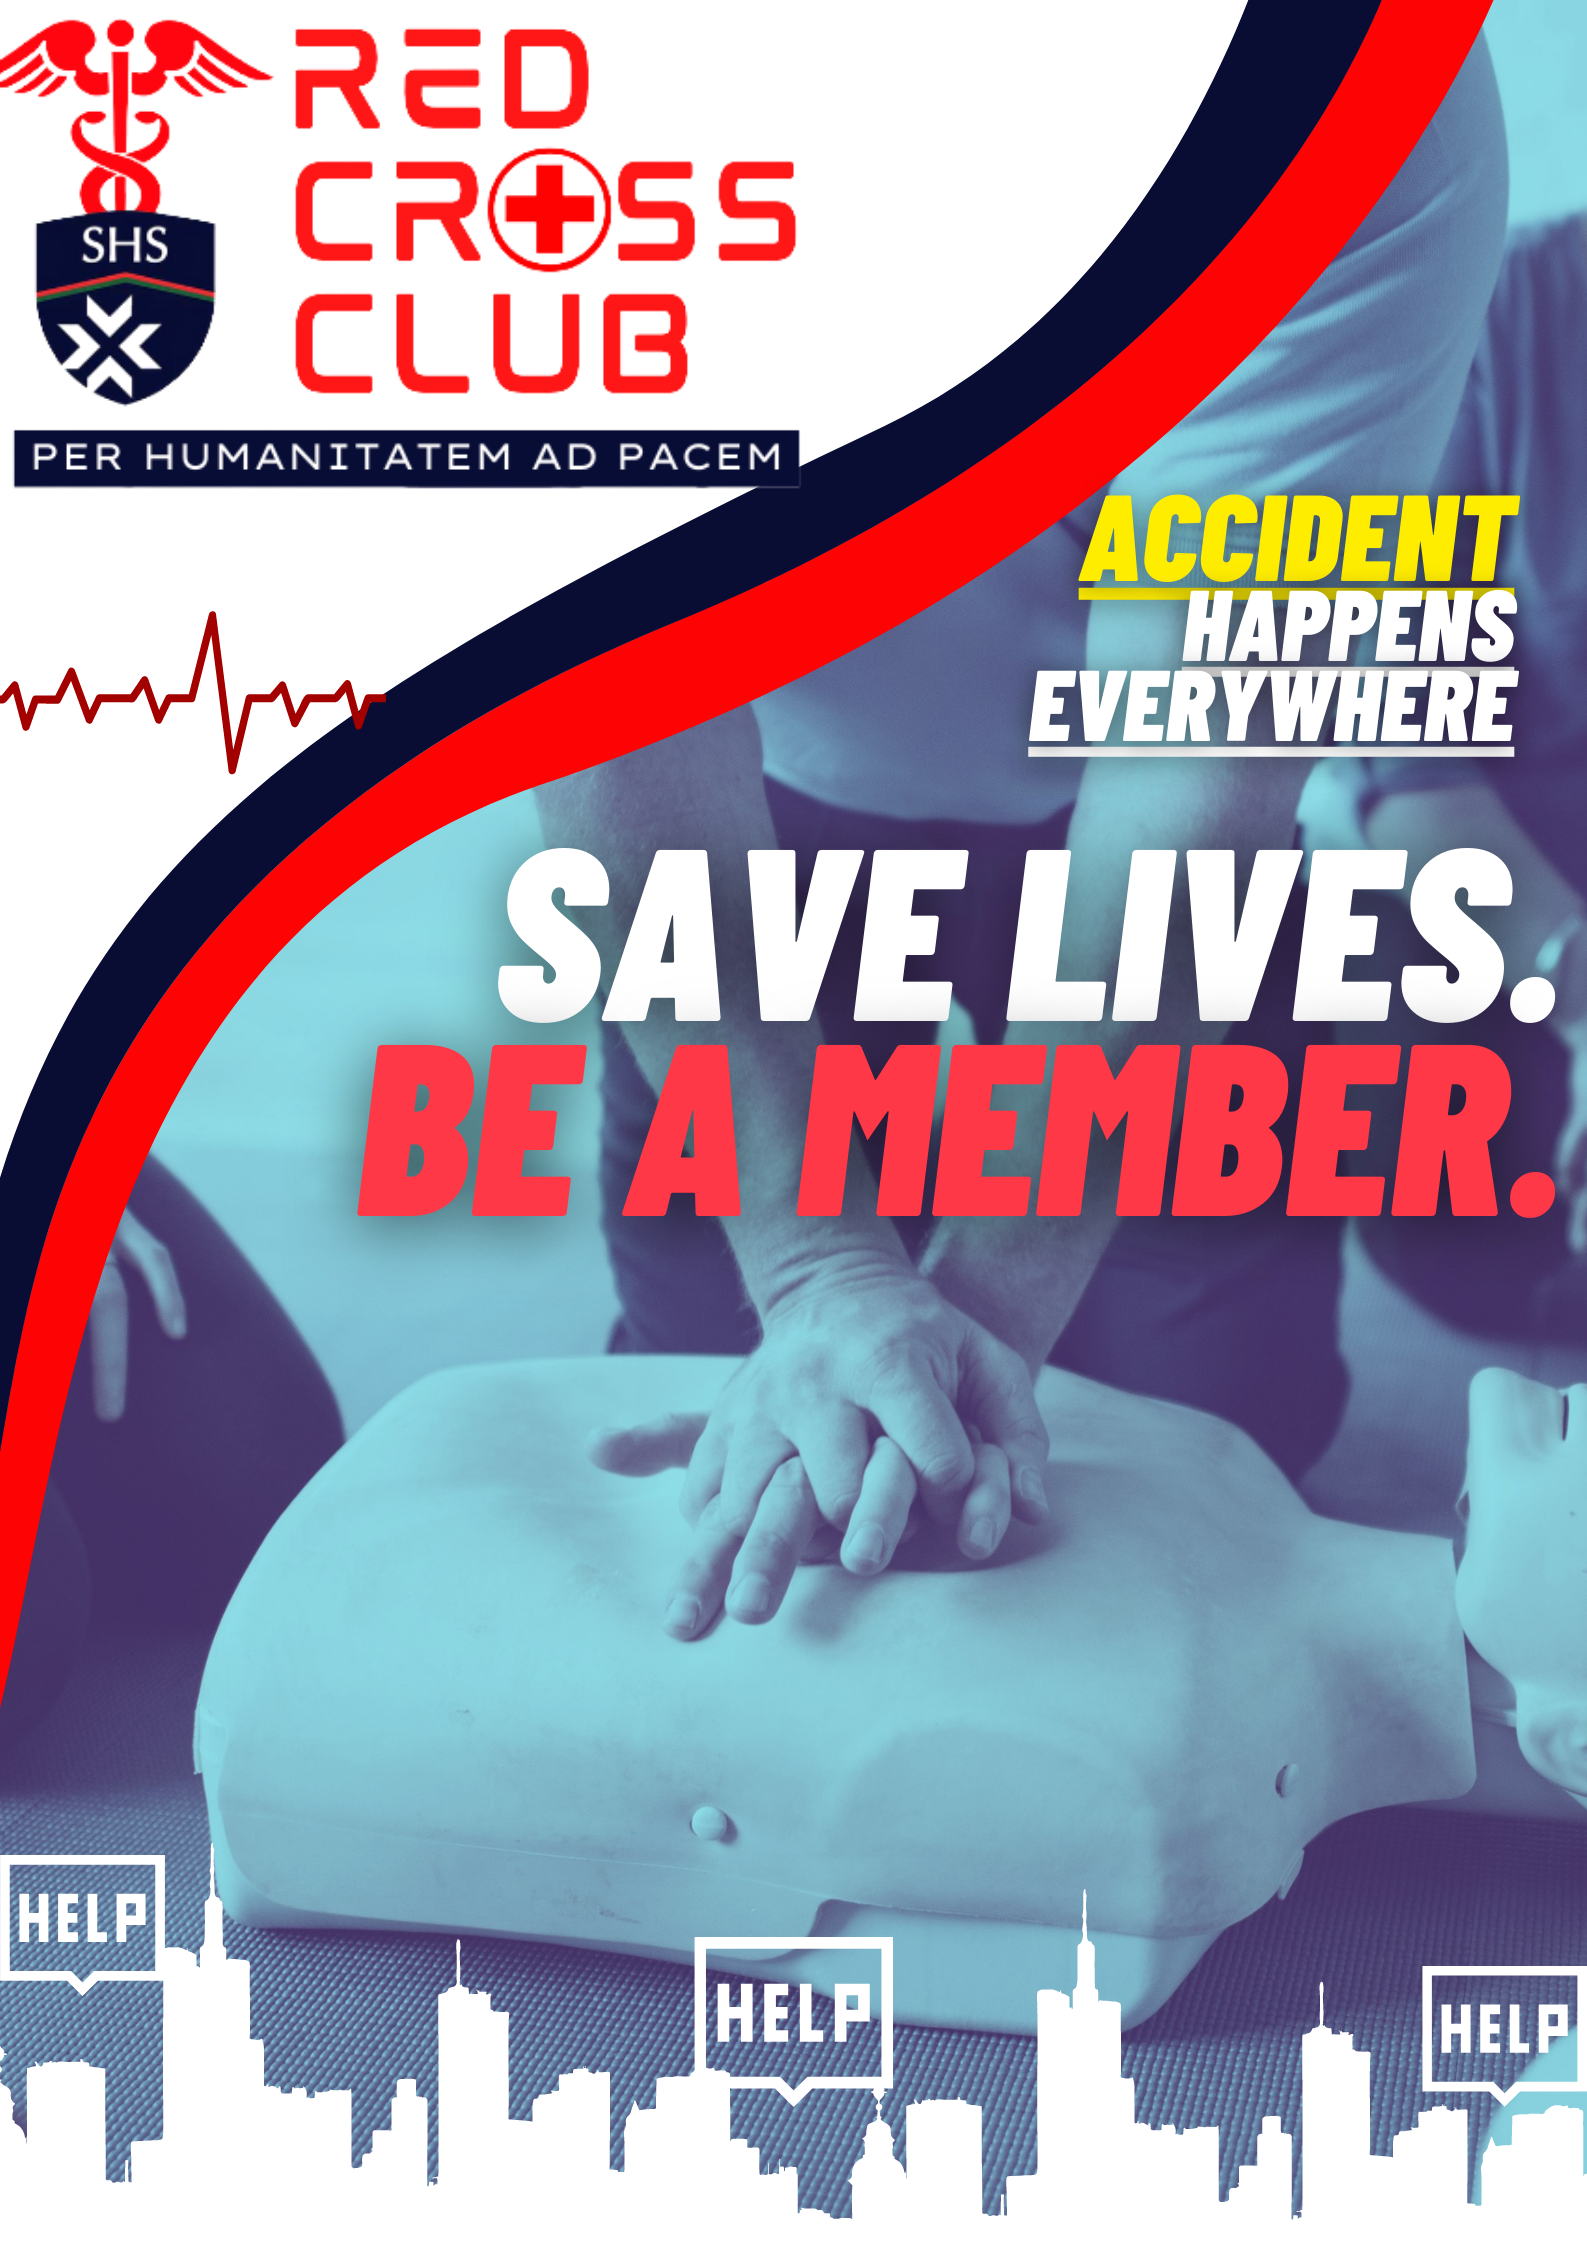 RED
CROSS
CLUB
SHS
PER HUMANITATEM AD PACEM
ACCIDENT
HAPPENS
EVERYWHERE
SAVE LIVES.
BE A MEMBER.
HELP
HELP
HELP